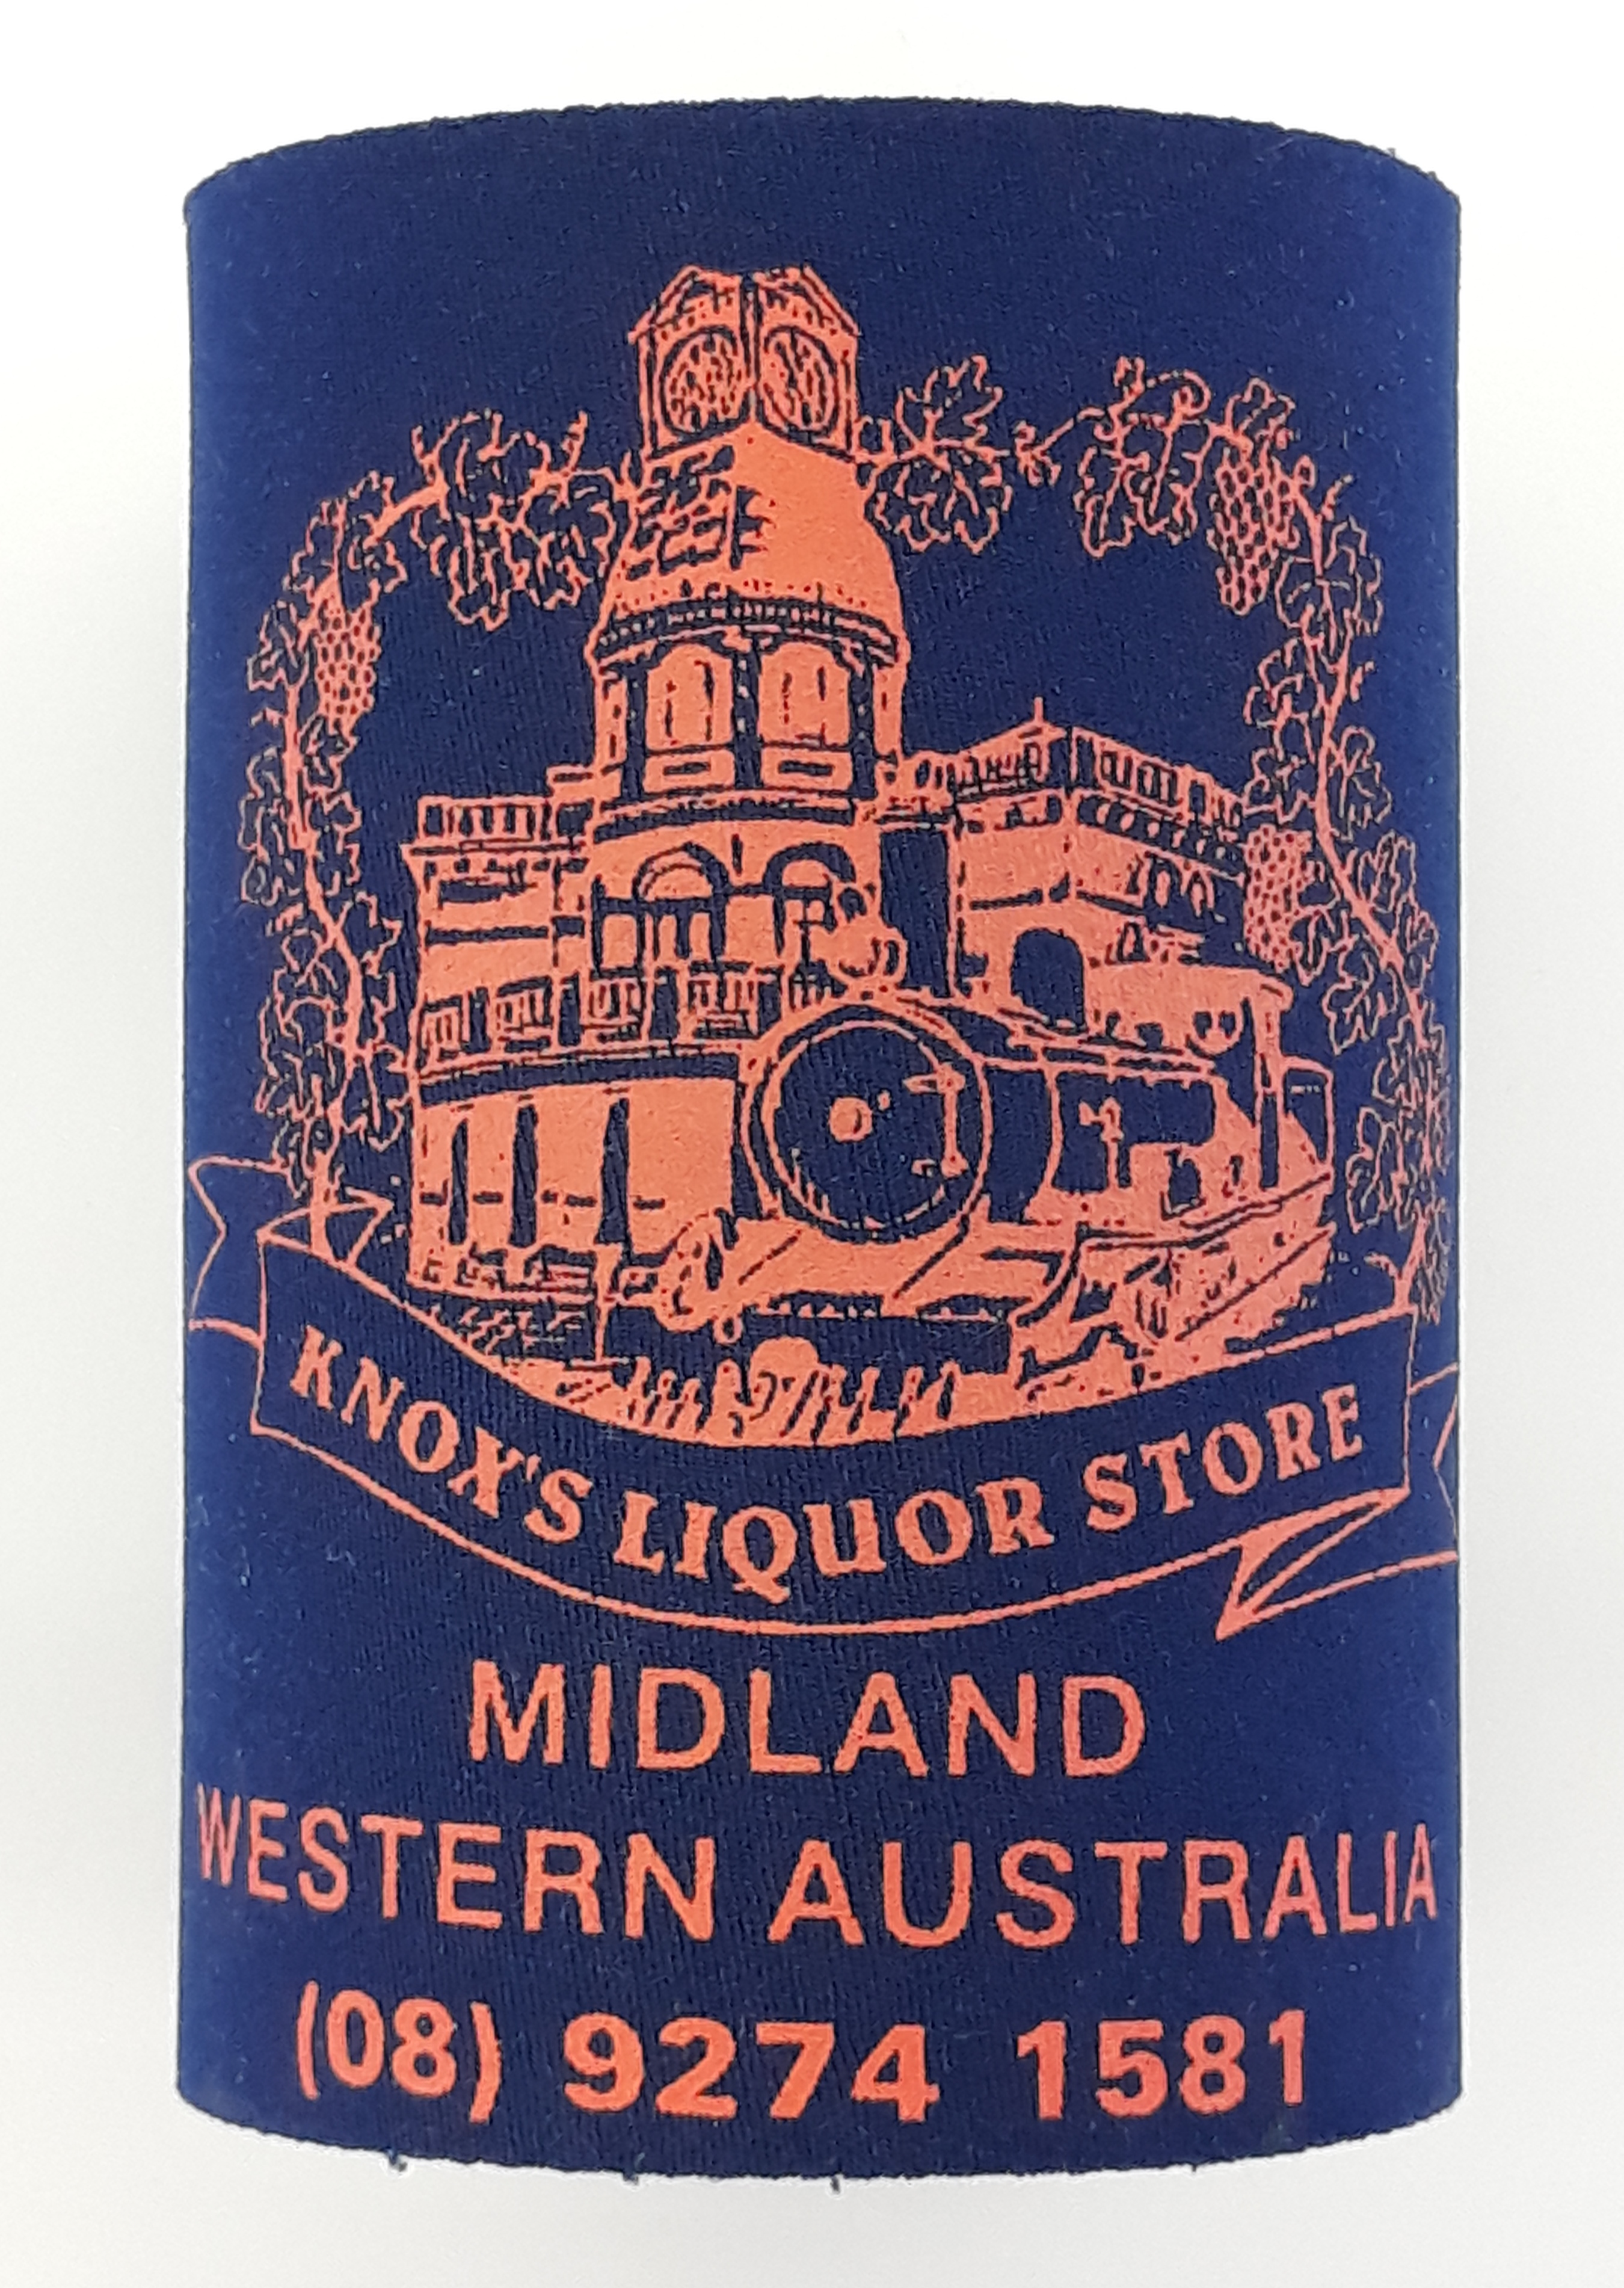 KNOX'S LIQUOR STORE
MIDLAND
WESTERN AUSTRALIA
(08) 9274 1581